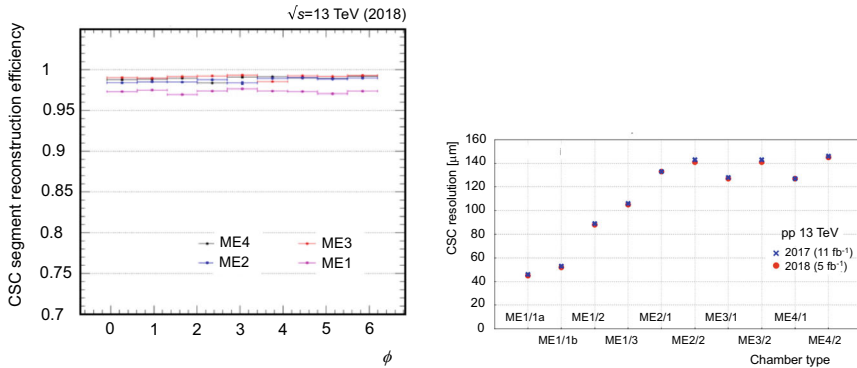 √s=13 TeV (2018)
CSC segment reconstruction efficiency
1
0.95
0.9
0.85
0.8
0.75
0.7
ME4
ME3
ME2
ME1
0 1 2 3 4 5 6
ϕ
CSC resolution [μm]
160
140
120
100
80
60
40
20
0
pp 13 TeV
2017 (11 fb⁻¹)
2018 (5 fb⁻¹)
ME1/1a ME1/2 ME2/1 ME3/1 ME4/1
ME1/1b ME1/3 ME2/2 ME3/2 ME4/2
Chamber type